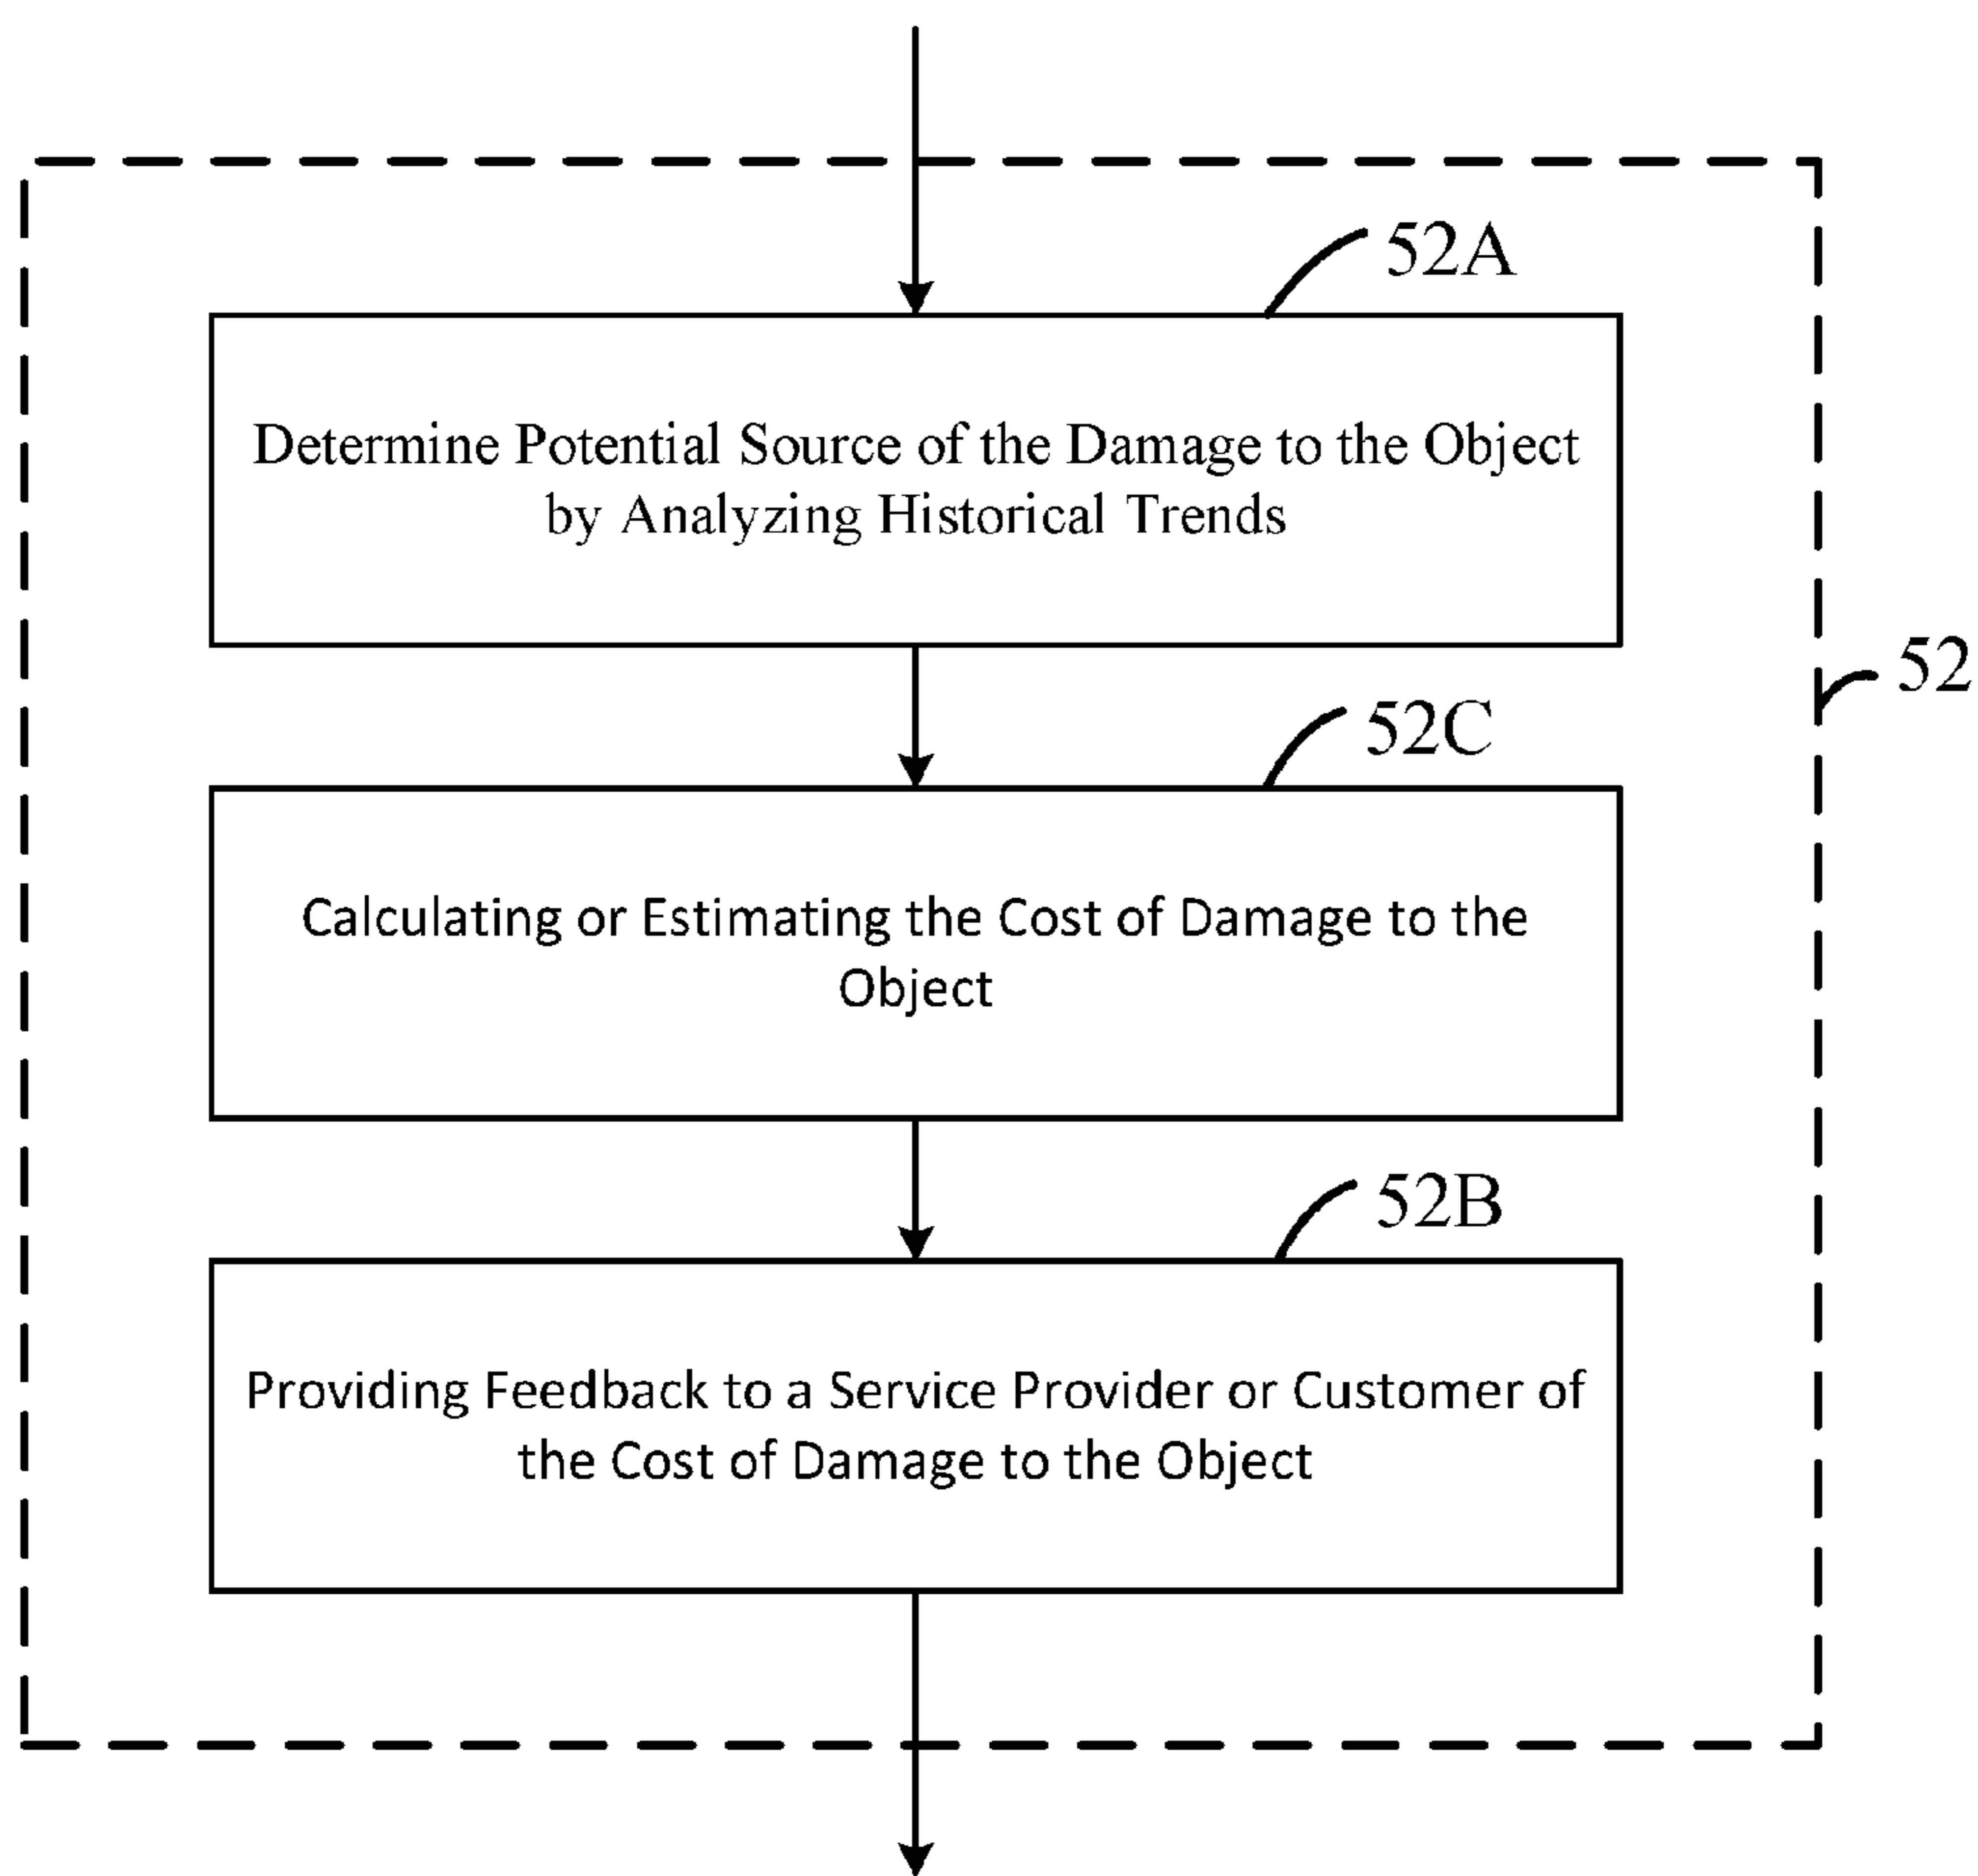 52A
Determine Potential Source of the Damage to the Object
by Analyzing Historical Trends
52
52C
Calculating or Estimating the Cost of Damage to the
Object
52B
Providing Feedback to a Service Provider or Customer of
the Cost of Damage to the Object